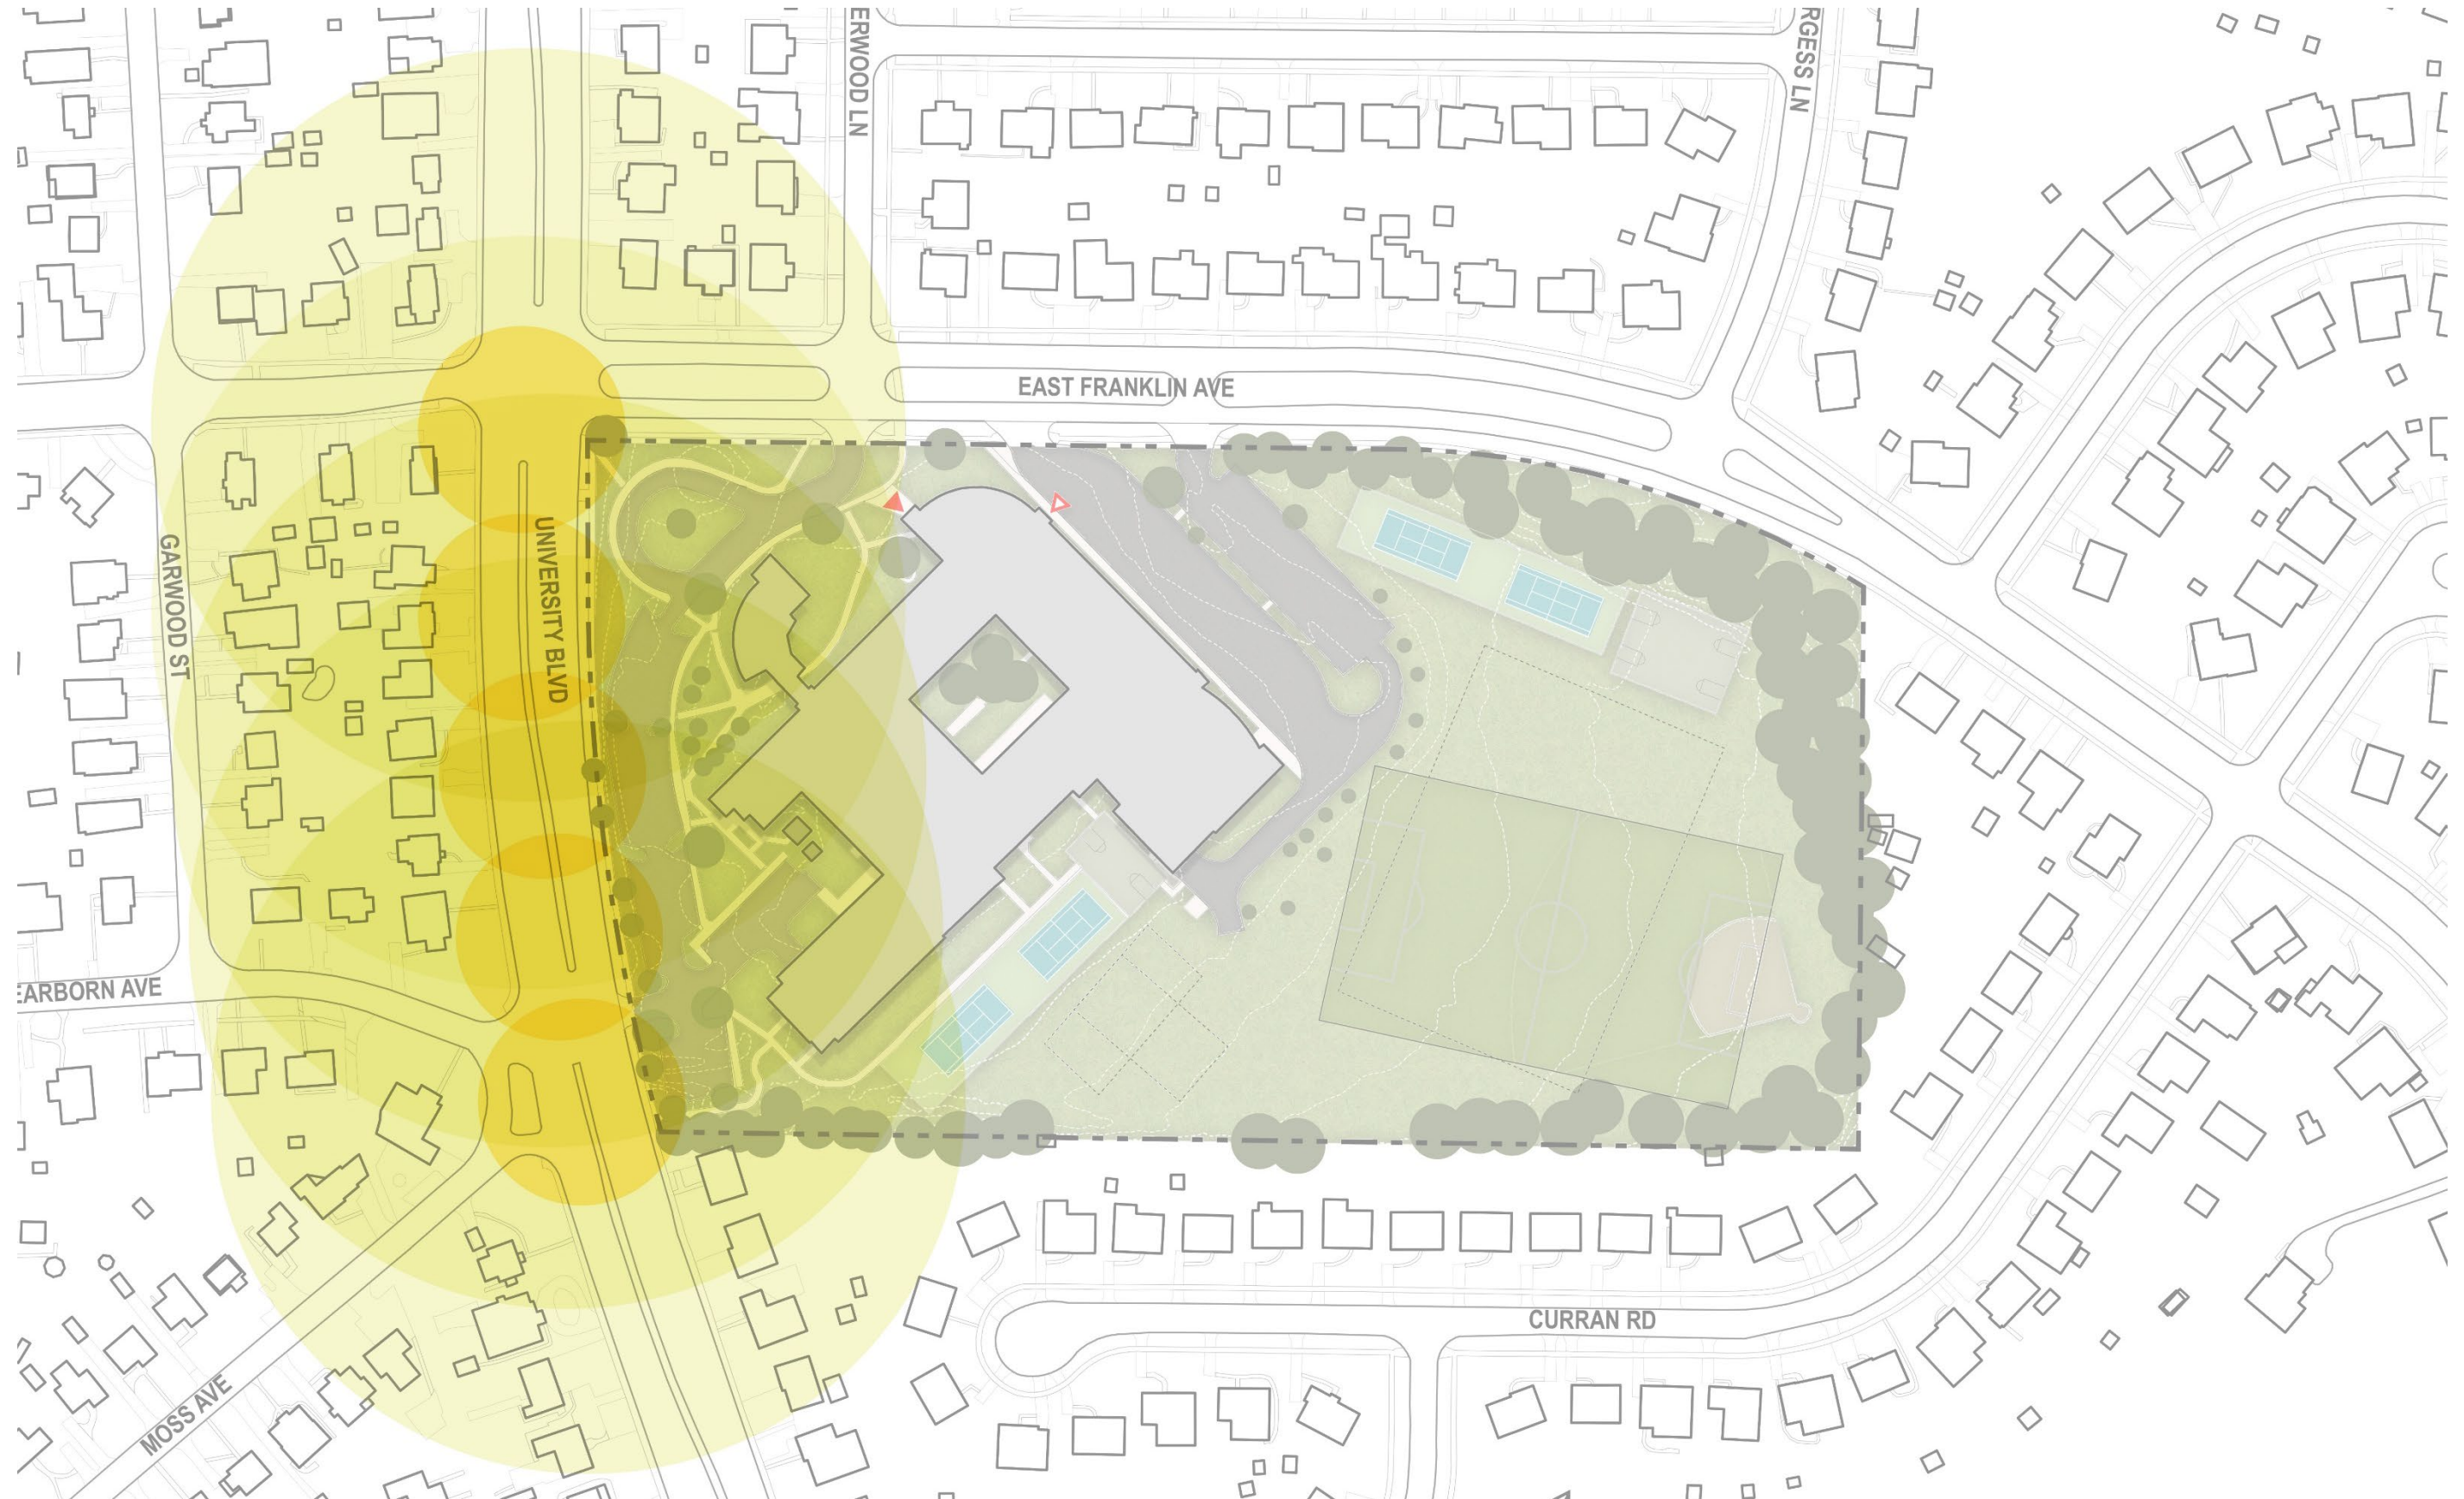 ERWOOD LN
RGESS LN
EAST FRANKLIN AVE
GARWOOD ST
UNIVERSITY BLVD
EARBORN AVE
CURRAN RD
MOSS AVE